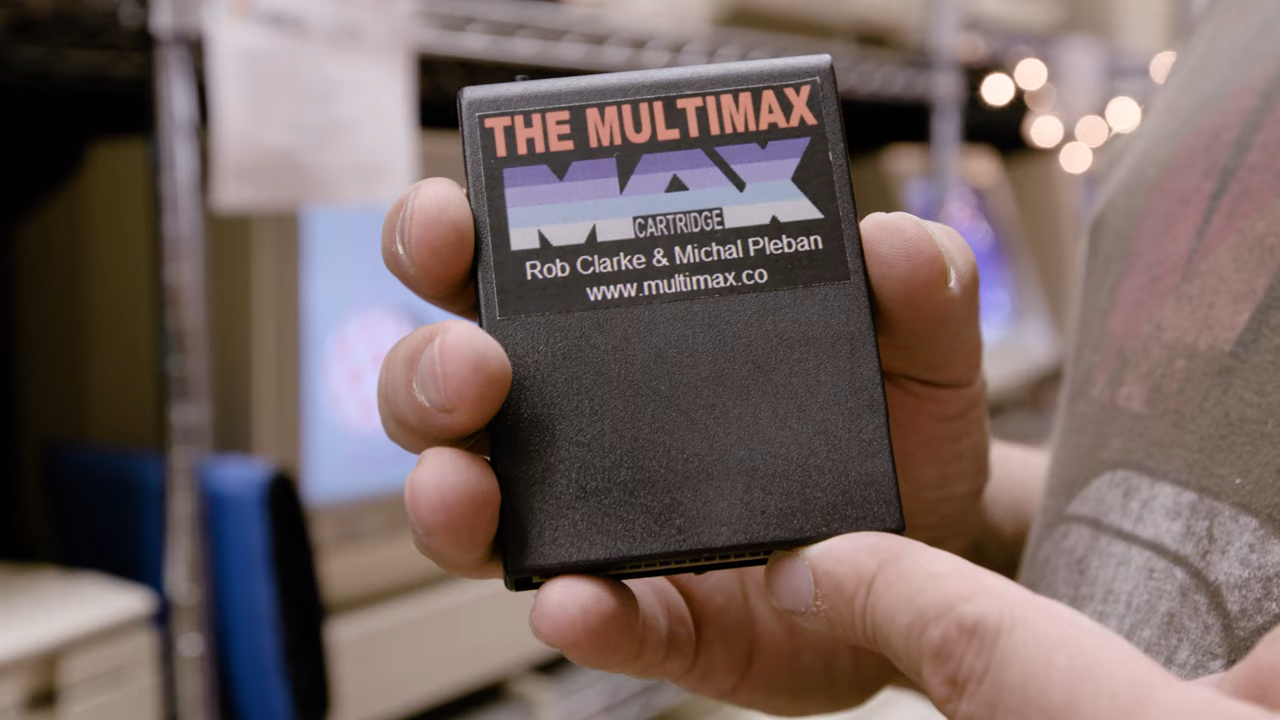 THE MULTIMAX
MAX
CARTRIDGE
Rob Clarke & Michal Pleban
www.multimax.co